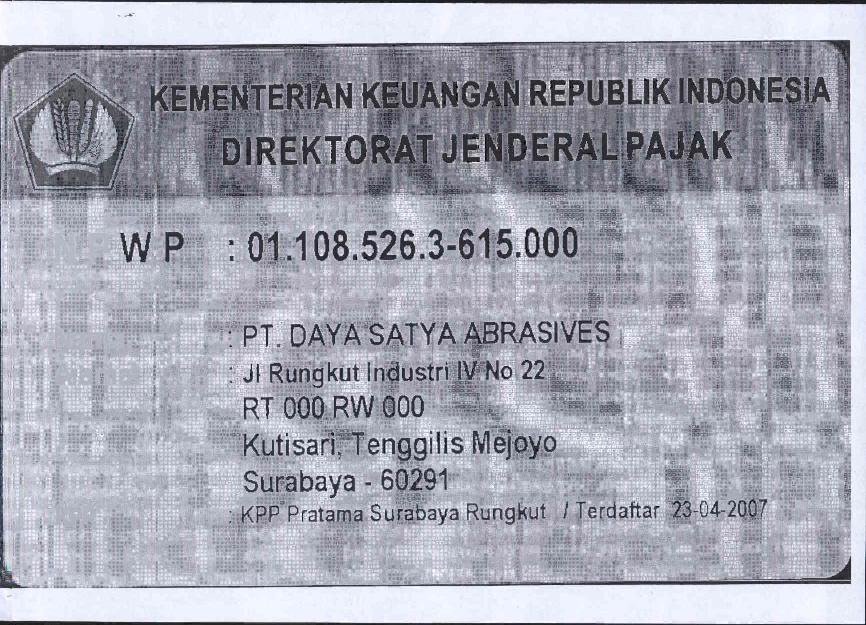 KEMENTERIAN KEUANGAN REPUBLIK INDONESIA
DIREKTORAT JENDERAL PAJAK
W P : 01.108.526.3-615.000
: PT. DAYA SATYA ABRASIVES
: Jl Rungkut Industri IV No 22
RT 000 RW 000
Kutisari, Tenggilis Mejoyo
Surabaya - 60291
: KPP Pratama Surabaya Rungkut / Terdaftar 23-04-2007